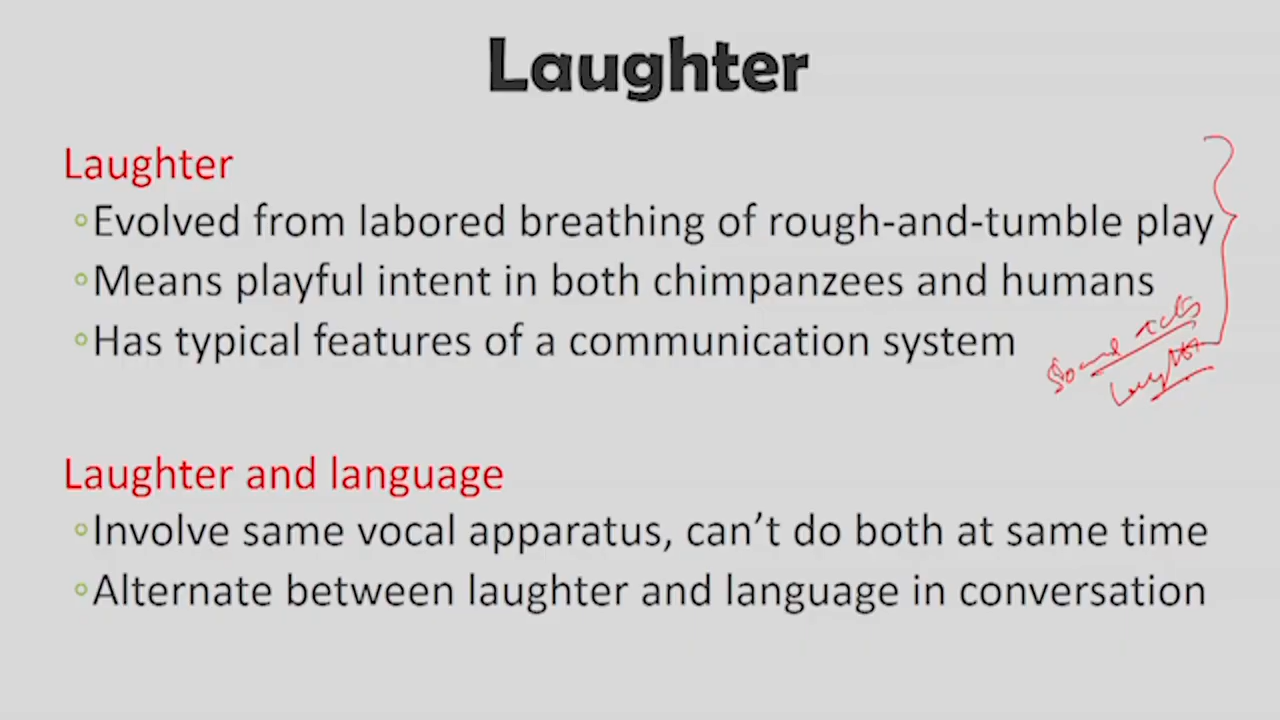 Laughter
Laughter
◦Evolved from labored breathing of rough-and-tumble play
◦Means playful intent in both chimpanzees and humans
◦Has typical features of a communication system
Laughter
Laughter and language
◦Involve same vocal apparatus, can’t do both at same time
◦Alternate between laughter and language in conversation